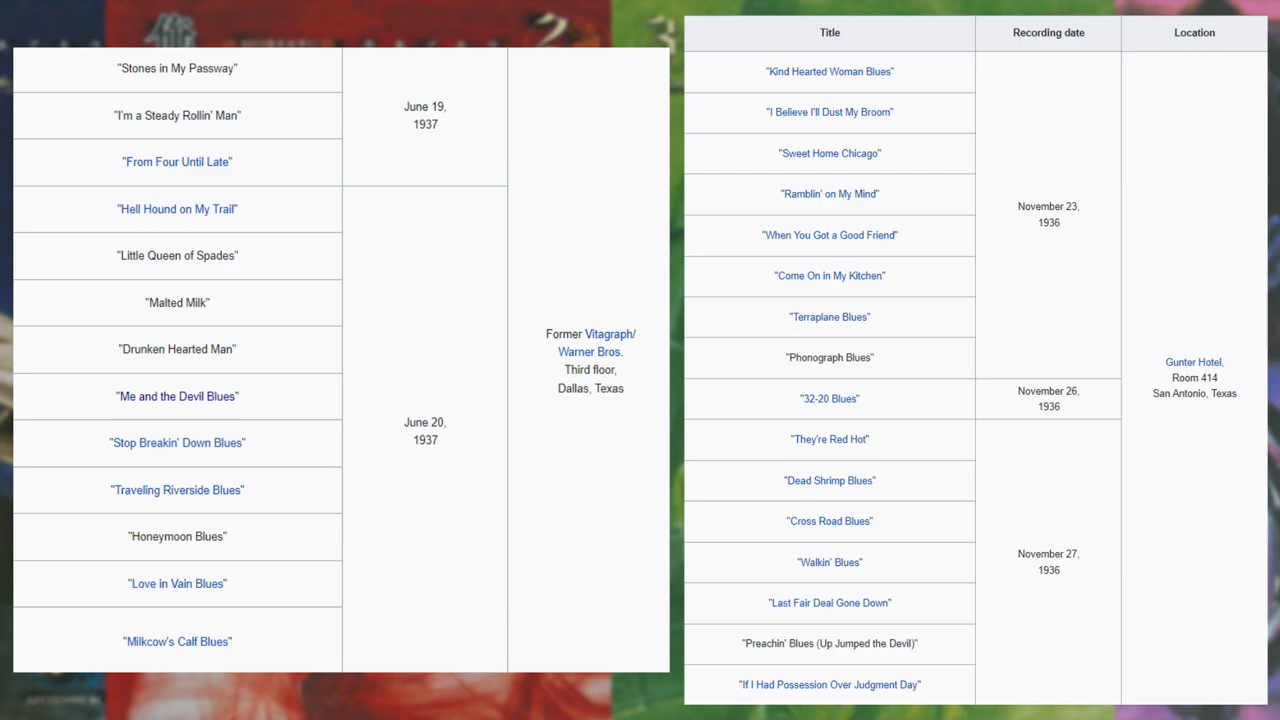 "Stones in My Passway"
"I'm a Steady Rollin' Man"
"From Four Until Late"
June 19,
1937
"Hell Hound on My Trail"
"Little Queen of Spades"
"Malted Milk"
"Drunken Hearted Man"
"Me and the Devil Blues"
"Stop Breakin' Down Blues"
"Traveling Riverside Blues"
"Honeymoon Blues"
"Love in Vain Blues"
"Milkcow's Calf Blues"
June 20,
1937
Former Vitagraph/
Warner Bros.
Third floor,
Dallas, Texas
Title
Recording date
Location
"Kind Hearted Woman Blues"
"I Believe I'll Dust My Broom"
"Sweet Home Chicago"
"Ramblin' on My Mind"
"When You Got a Good Friend"
"Come On in My Kitchen"
"Terraplane Blues"
"Phonograph Blues"
November 23,
1936
"32-20 Blues"
November 26,
1936
"They're Red Hot"
"Dead Shrimp Blues"
"Cross Road Blues"
"Walkin' Blues"
"Last Fair Deal Gone Down"
"Preachin' Blues (Up Jumped the Devil)"
"If I Had Possession Over Judgment Day"
November 27,
1936
Gunter Hotel,
Room 414
San Antonio, Texas